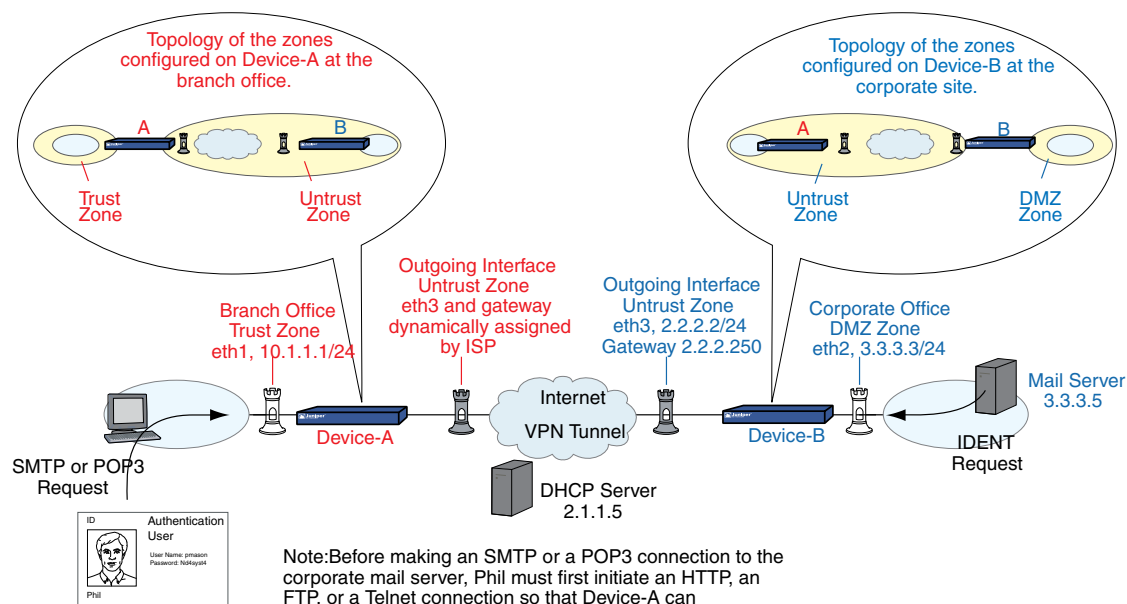 Topology of the zones
configured on Device-A at the
branch office.
A
B
Trust
Zone
Untrust
Zone
Topology of the zones
configured on Device-B at the
corporate site.
A
B
Untrust
Zone
DMZ
Zone
Branch Office
Trust Zone
eth1, 10.1.1.1/24
Outgoing Interface
Untrust Zone
eth3 and gateway
dynamically assigned
by ISP
Outgoing Interface
Untrust Zone
eth3, 2.2.2.2/24
Gateway 2.2.2.250
Corporate Office
DMZ Zone
eth2, 3.3.3.3/24
Mail Server
3.3.3.5
Juniper
Device-A
Internet
VPN Tunnel
Juniper
Device-B
IDENT
Request
SMTP or POP3
Request
DHCP Server
2.1.1.5
ID
Authentication
User
User Name: pmason
Password: Nd4syst4
Phil
Note:Before making an SMTP or a POP3 connection to the
corporate mail server, Phil must first initiate an HTTP, an
FTP, or a Telnet connection so that Device-A can